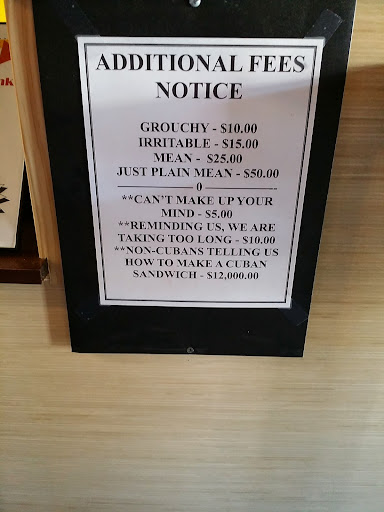 ADDITIONAL FEES
NOTICE
GROUCHY - $10.00
IRRITABLE - $15.00
MEAN - $25.00
JUST PLAIN MEAN - $50.00
0
**CAN'T MAKE UP YOUR
MIND - $5.00
**REMINDING US, WE ARE
TAKING TOO LONG - $10.00
**NON-CUBANS TELLING US
HOW TO MAKE A CUBAN
SANDWICH - $12,000.00